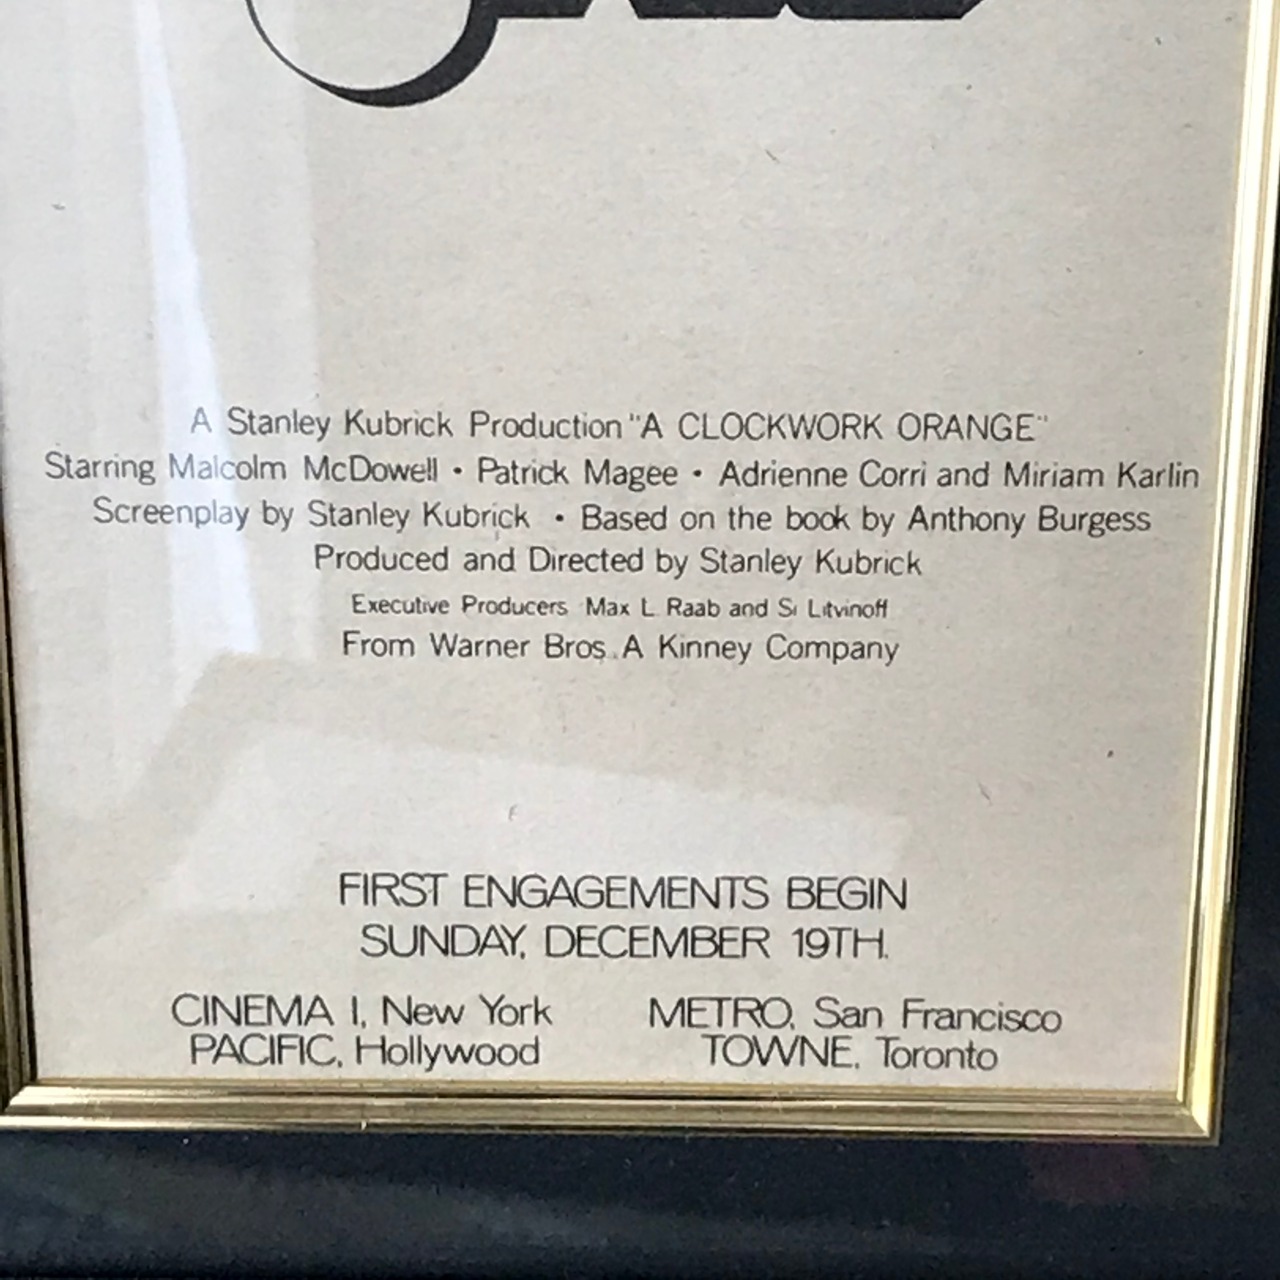 A Stanley Kubrick Production "A CLOCKWORK ORANGE"
Starring Malcolm McDowell • Patrick Magee • Adrienne Corri and Miriam Karlin
Screenplay by Stanley Kubrick • Based on the book by Anthony Burgess
Produced and Directed by Stanley Kubrick
Executive Producers Max L Raab and Si Litvinoff
From Warner Bros. A Kinney Company
FIRST ENGAGEMENTS BEGIN
SUNDAY, DECEMBER 19TH.
CINEMA I, New York
PACIFIC, Hollywood
METRO, San Francisco
TOWNE, Toronto